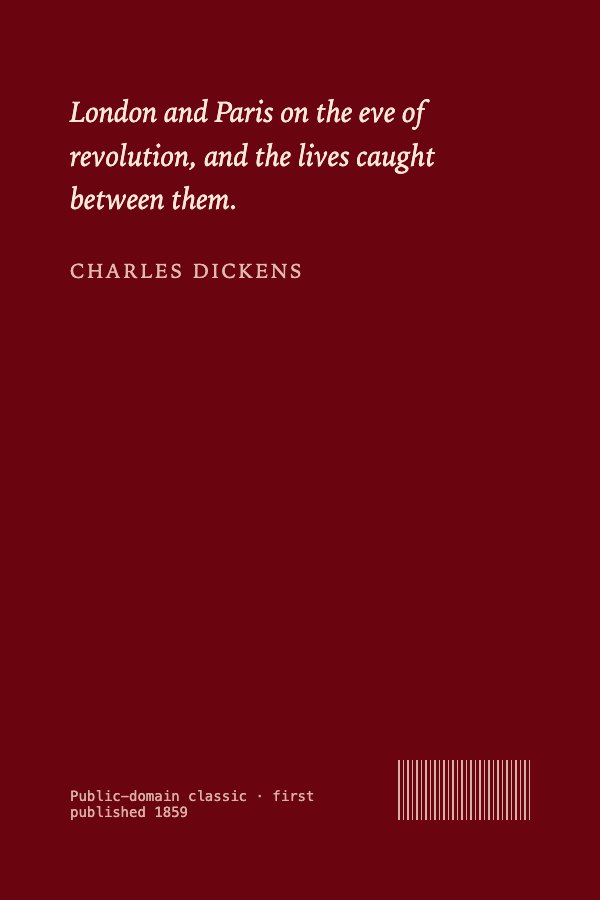 London and Paris on the eve of
revolution, and the lives caught
between them.
CHARLES DICKENS
Public–domain classic · first
published 1859